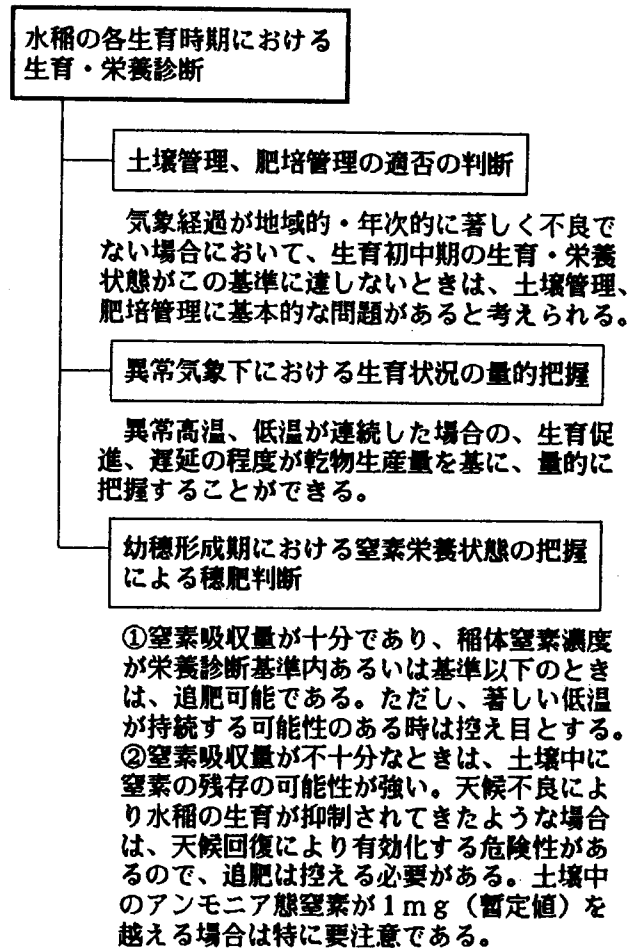 水稲の各生育時期における
生育・栄養診断
土壌管理、肥培管理の適否の判断
気象経過が地域的・年次的に著しく不良で
ない場合において、生育初中期の生育・栄養
状態がこの基準に達しないときは、土壌管理、
肥培管理に基本的な問題があると考えられる。
異常気象下における生育状況の量的把握
異常高温、低温が連続した場合の、生育促
進、遅延の程度が乾物生産量を基に、量的に
把握することができる。
幼穂形成期における窒素栄養状態の把握
による穂肥判断
①窒素吸収量が十分であり、稲体窒素濃度
が栄養診断基準内あるいは基準以下のとき
は、追肥可能である。ただし、著しい低温
が持続する可能性のある時は控え目とする。
②窒素吸収量が不十分なときは、土壌中に
窒素の残存の可能性が強い。天候不良によ
り水稲の生育が抑制されてきたような場合
は、天候回復により有効化する危険性があ
るので、追肥は控える必要がある。土壌中
のアンモニア態窒素が1mg（暫定値）を
越える場合は特に要注意である。